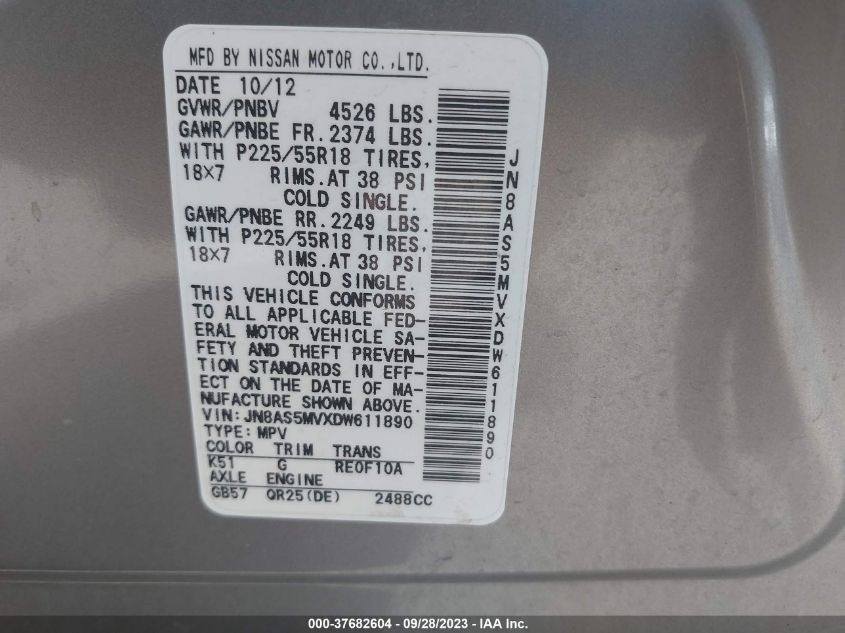 MFD BY NISSAN MOTOR CO.,LTD.
DATE 10/12
GVWR/PNBV 4526 LBS.
GAWR/PNBE FR. 2374 LBS.
WITH P225/55R18 TIRES,
18×7 RIMS.AT 38 PSI
COLD SINGLE.
GAWR/PNBE RR. 2249 LBS.
WITH P225/55R18 TIRES,
18×7 RIMS.AT 38 PSI
COLD SINGLE.
THIS VEHICLE CONFORMS
TO ALL APPLICABLE FED-
ERAL MOTOR VEHICLE SA-
FETY AND THEFT PREVEN-
TION STANDARDS IN EFF-
ECT ON THE DATE OF MA-
NUFACTURE SHOWN ABOVE.
VIN: JN8AS5MVXDW611890
TYPE: MPV
COLOR TRIM TRANS
K51 G RE0F10A
AXLE ENGINE
GB57 QR25(DE) 2488CC
JN8AS5MVXDW611890
000-37682604 / 09/28/2023 - IAA Inc.